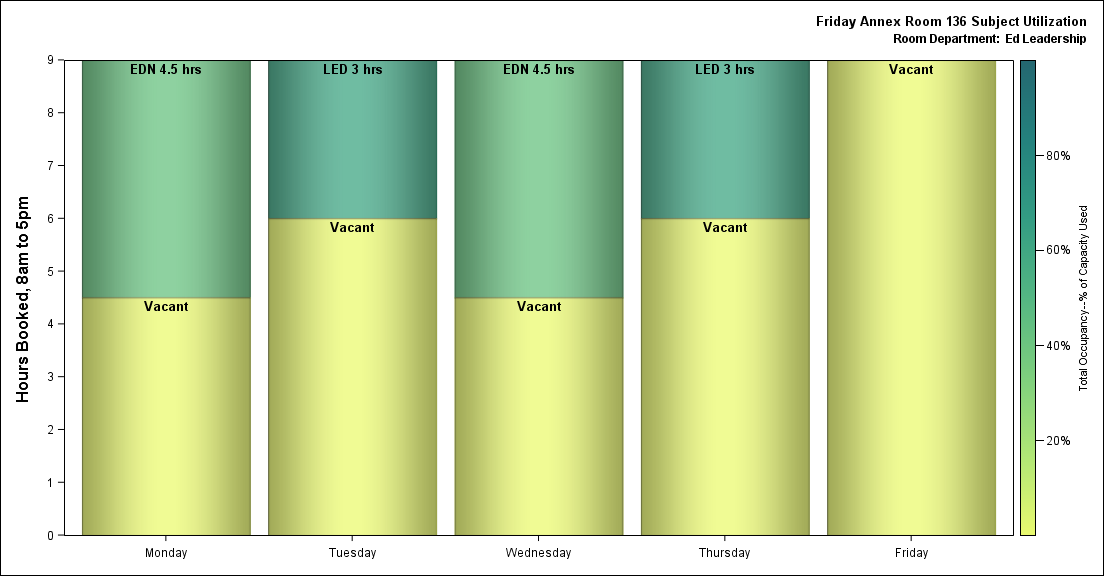 Friday Annex Room 136 Subject Utilization
Room Department: Ed Leadership
Hours Booked, 8am to 5pm
9
8
7
6
5
4
3
2
1
0
EDN 4.5 hrs
LED 3 hrs
EDN 4.5 hrs
LED 3 hrs
Vacant
Vacant
Vacant
Vacant
Vacant
Monday
Tuesday
Wednesday
Thursday
Friday
80%
60%
40%
20%
Total Occupancy--% of Capacity Used